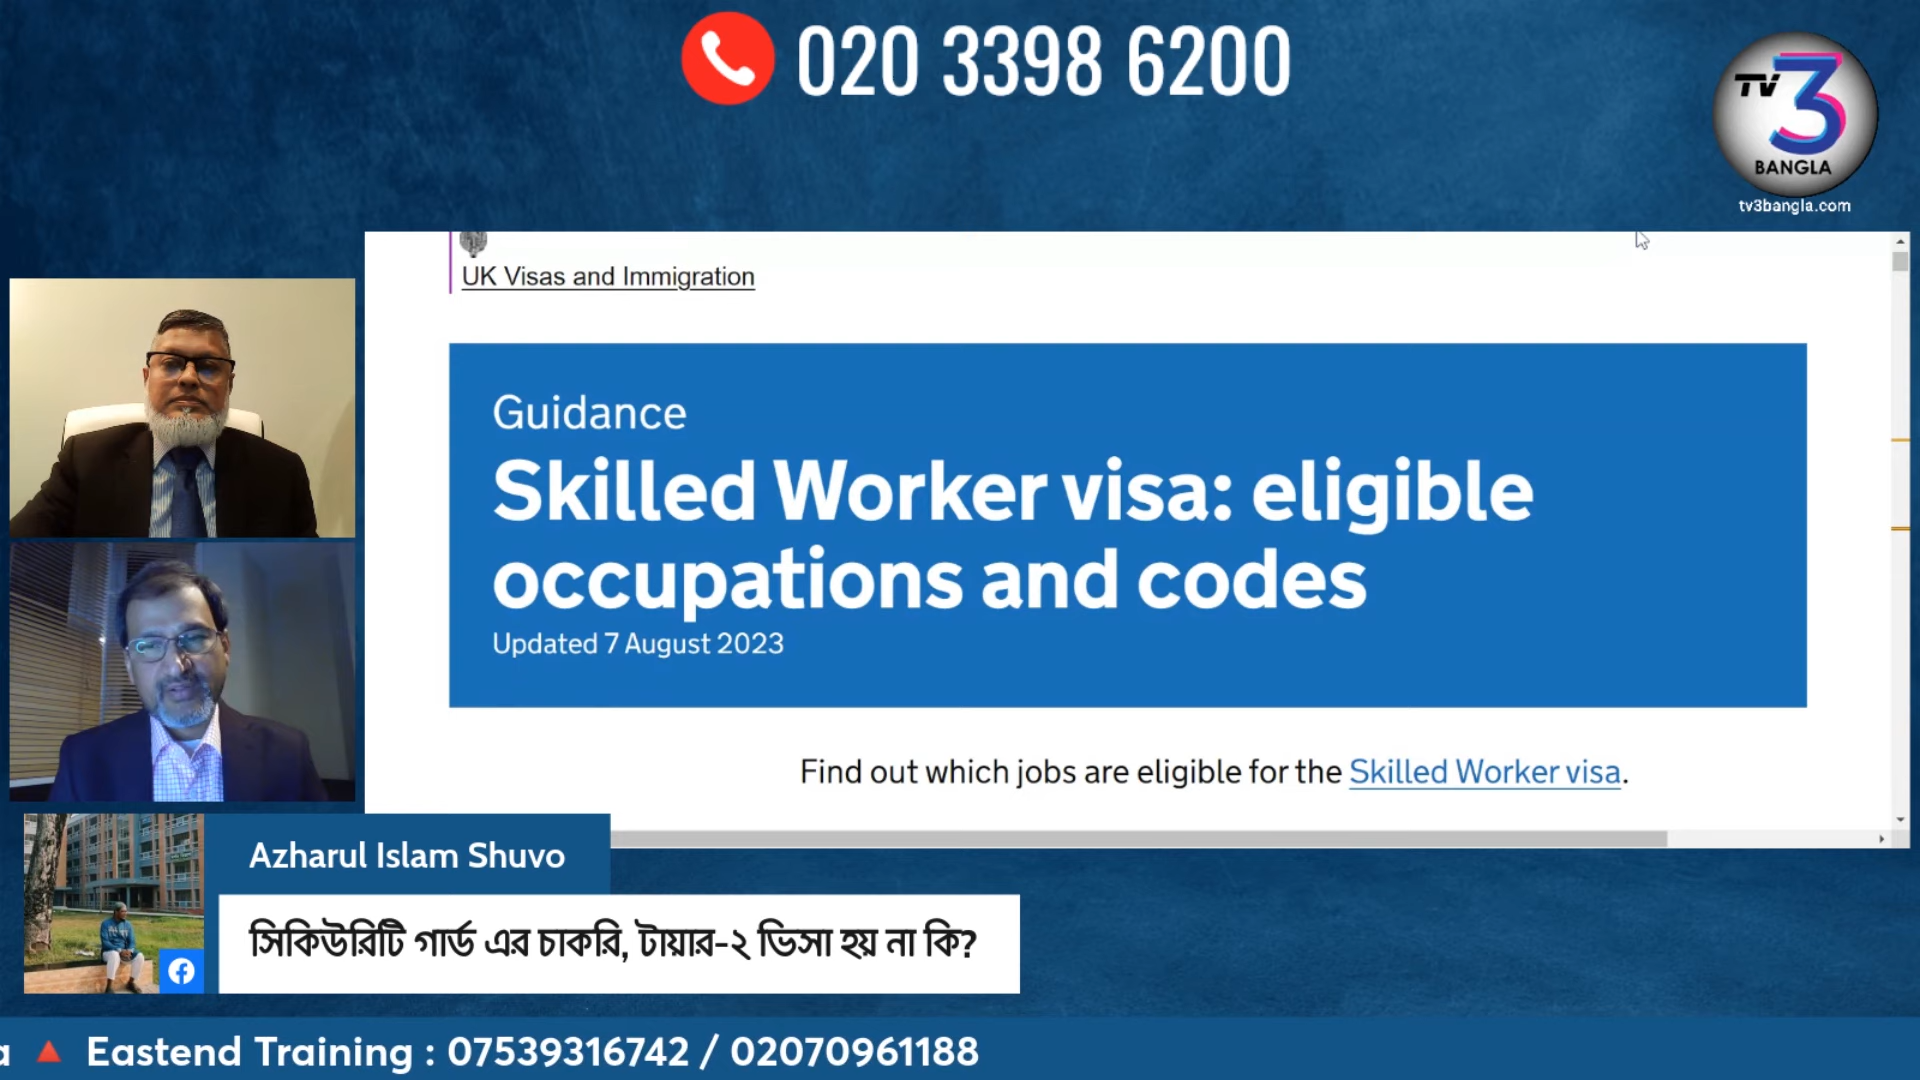 020 3398 6200
TV 3
BANGLA
tv3bangla.com
UK Visas and Immigration
Guidance
Skilled Worker visa: eligible
occupations and codes
Updated 7 August 2023
Find out which jobs are eligible for the Skilled Worker visa.
Azharul Islam Shuvo
সিকিউরিটি গার্ড এর চাকরি, টায়ার-২ ভিসা হয় না কি?
a 🔺 Eastend Training : 07539316742 / 02070961188